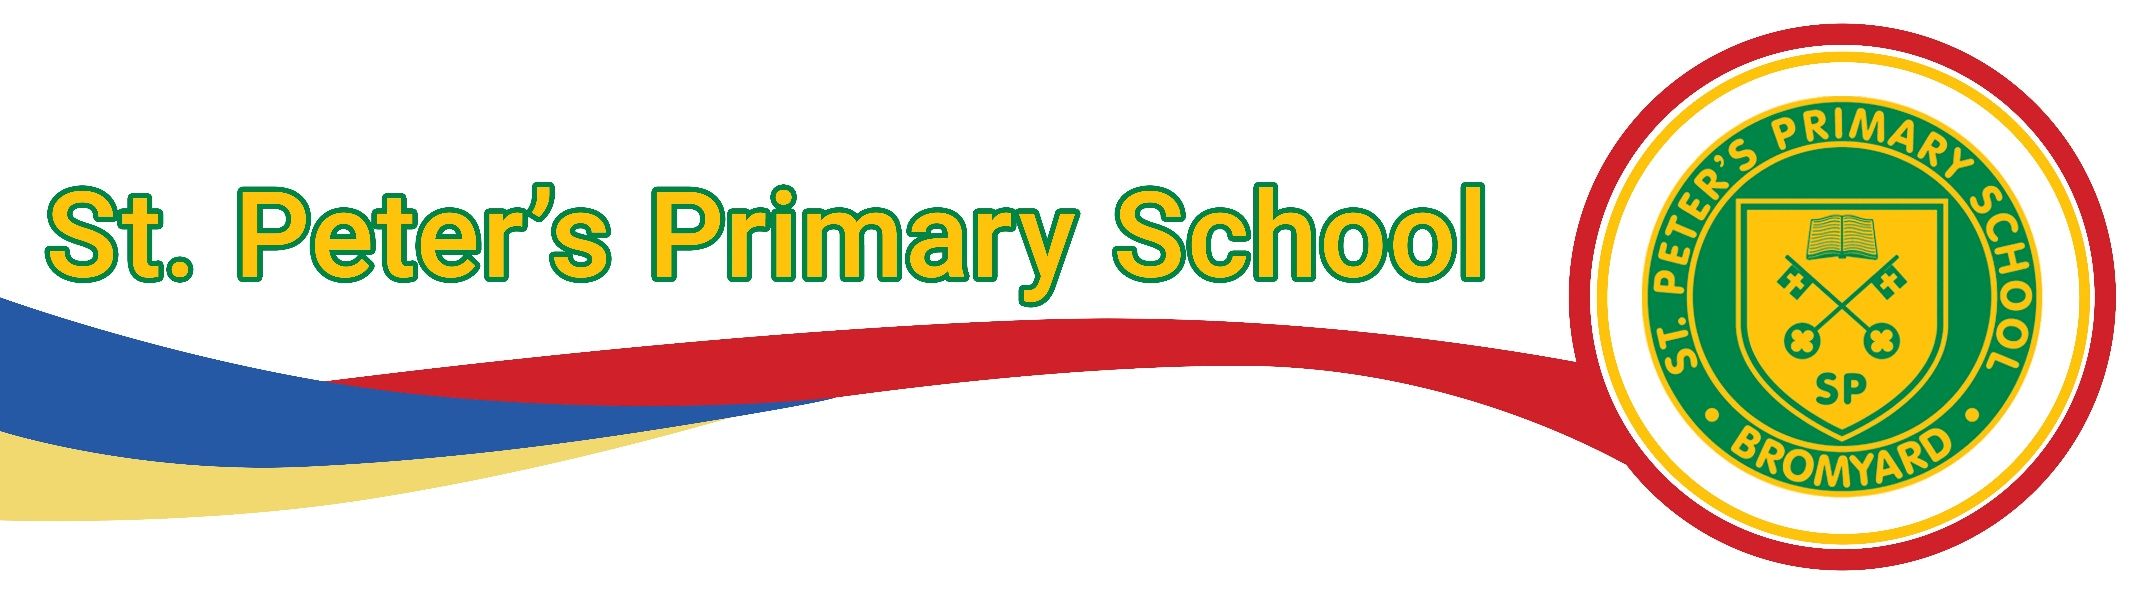 St. Peter’s Primary School
ST. PETER’S PRIMARY SCHOOL
SP
• BROMYARD •